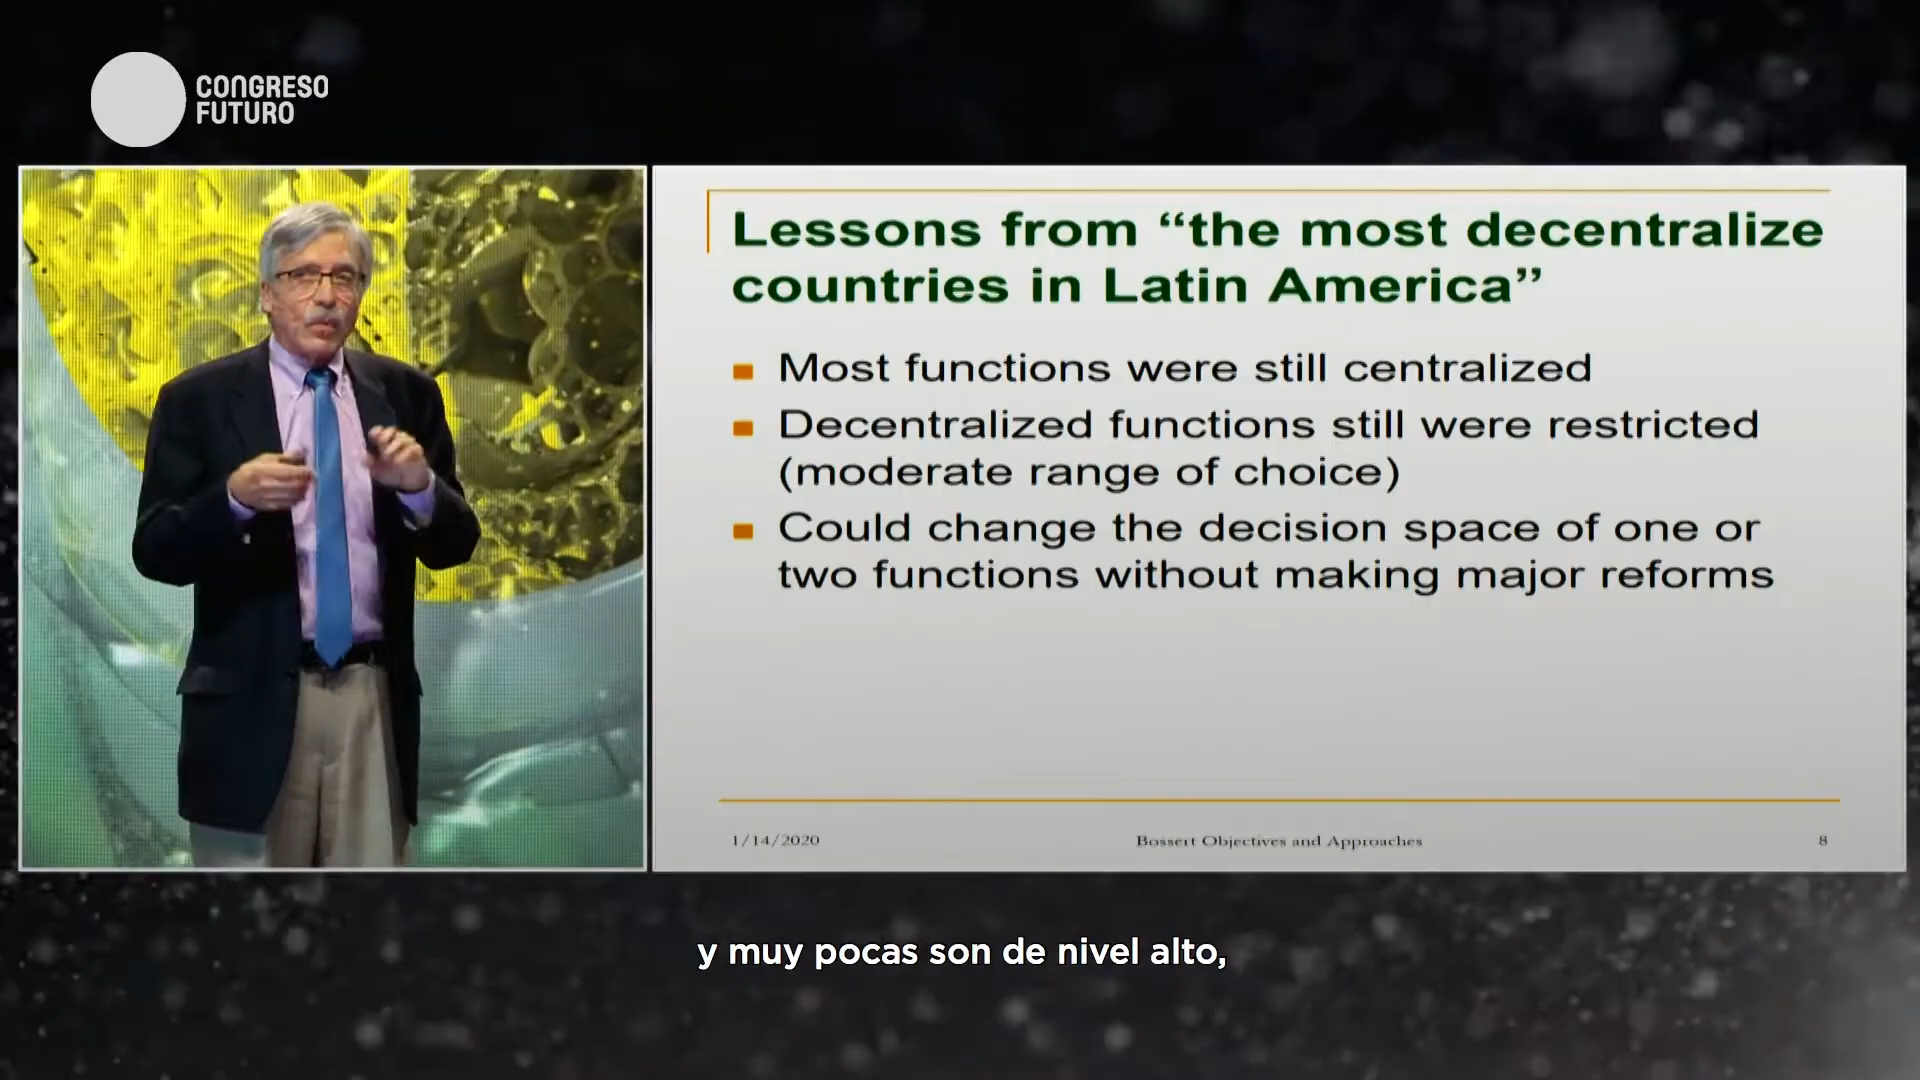 CONGRESO
FUTURO
Lessons from “the most decentralize
countries in Latin America”
Most functions were still centralized
Decentralized functions still were restricted
(moderate range of choice)
Could change the decision space of one or
two functions without making major reforms
1/14/2020
Bossert Objectives and Approaches
8
y muy pocas son de nivel alto,